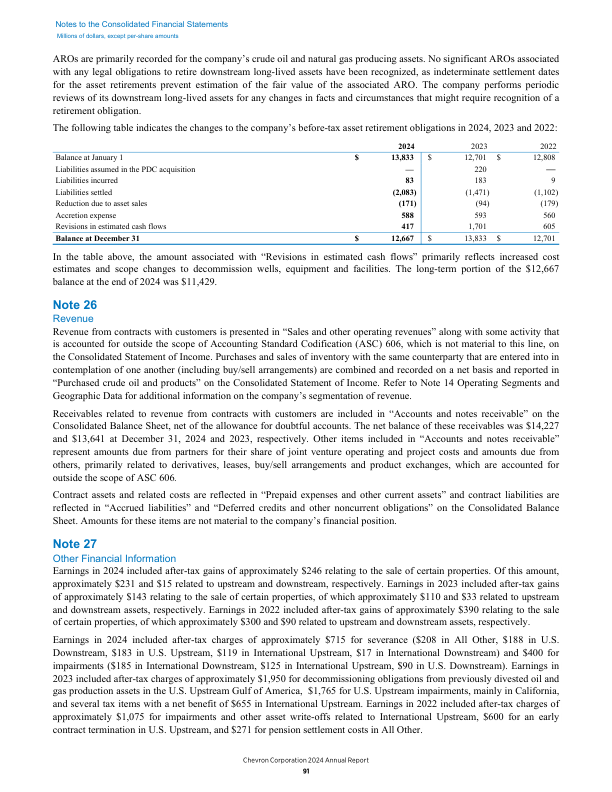 Notes to the Consolidated Financial Statements
Millions of dollars, except per-share amounts
AROs are primarily recorded for the company's crude oil and natural gas producing assets. No significant AROs associated
with any legal obligations to retire downstream long-lived assets have been recognized, as indeterminate settlement dates
for the asset retirements prevent estimation of the fair value of the associated ARO. The company performs periodic
reviews of its downstream long-lived assets for any changes in facts and circumstances that might require recognition of a
retirement obligation.
The following table indicates the changes to the company's before-tax asset retirement obligations in 2024, 2023 and 2022:
2024 2023 2022
Balance at January 1 $ 13,833 $ 12,701 $ 12,808
Liabilities assumed in the PDC acquisition — 220 —
Liabilities incurred 83 183 9
Liabilities settled (2,083) (1,471) (1,102)
Reduction due to asset sales (171) (94) (179)
Accretion expense 588 593 560
Revisions in estimated cash flows 417 1,701 605
Balance at December 31 $ 12,667 $ 13,833 $ 12,701
In the table above, the amount associated with “Revisions in estimated cash flows” primarily reflects increased cost
estimates and scope changes to decommission wells, equipment and facilities. The long-term portion of the $12,667
balance at the end of 2024 was $11,429.
Note 26
Revenue
Revenue from contracts with customers is presented in “Sales and other operating revenues” along with some activity that
is accounted for outside the scope of Accounting Standard Codification (ASC) 606, which is not material to this line, on
the Consolidated Statement of Income. Purchases and sales of inventory with the same counterparty that are entered into in
contemplation of one another (including buy/sell arrangements) are combined and recorded on a net basis and reported in
“Purchased crude oil and products” on the Consolidated Statement of Income. Refer to Note 14 Operating Segments and
Geographic Data for additional information on the company's segmentation of revenue.
Receivables related to revenue from contracts with customers are included in “Accounts and notes receivable” on the
Consolidated Balance Sheet, net of the allowance for doubtful accounts. The net balance of these receivables was $14,227
and $13,641 at December 31, 2024 and 2023, respectively. Other items included in “Accounts and notes receivable”
represent amounts due from partners for their share of joint venture operating and project costs and amounts due from
others, primarily related to derivatives, leases, buy/sell arrangements and product exchanges, which are accounted for
outside the scope of ASC 606.
Contract assets and related costs are reflected in “Prepaid expenses and other current assets” and contract liabilities are
reflected in “Accrued liabilities” and “Deferred credits and other noncurrent obligations” on the Consolidated Balance
Sheet. Amounts for these items are not material to the company's financial position.
Note 27
Other Financial Information
Earnings in 2024 included after-tax gains of approximately $246 relating to the sale of certain properties. Of this amount,
approximately $231 and $15 related to upstream and downstream, respectively. Earnings in 2023 included after-tax gains
of approximately $143 relating to the sale of certain properties, of which approximately $110 and $33 related to upstream
and downstream assets, respectively. Earnings in 2022 included after-tax gains of approximately $390 relating to the sale
of certain properties, of which approximately $300 and $90 related to upstream and downstream assets, respectively.
Earnings in 2024 included after-tax charges of approximately $715 for severance ($208 in All Other, $188 in U.S.
Downstream, $183 in U.S. Upstream, $119 in International Upstream, $17 in International Downstream) and $400 for
impairments ($185 in International Downstream, $125 in International Upstream, $90 in U.S. Downstream). Earnings in
2023 included after-tax charges of approximately $1,950 for decommissioning obligations from previously divested oil and
gas production assets in the U.S. Upstream Gulf of America, $1,765 for U.S. Upstream impairments, mainly in California,
and several tax items with a net benefit of $655 in International Upstream. Earnings in 2022 included after-tax charges of
approximately $1,075 for impairments and other asset write-offs related to International Upstream, $600 for an early
contract termination in U.S. Upstream, and $271 for pension settlement costs in All Other.
Chevron Corporation 2024 Annual Report
91